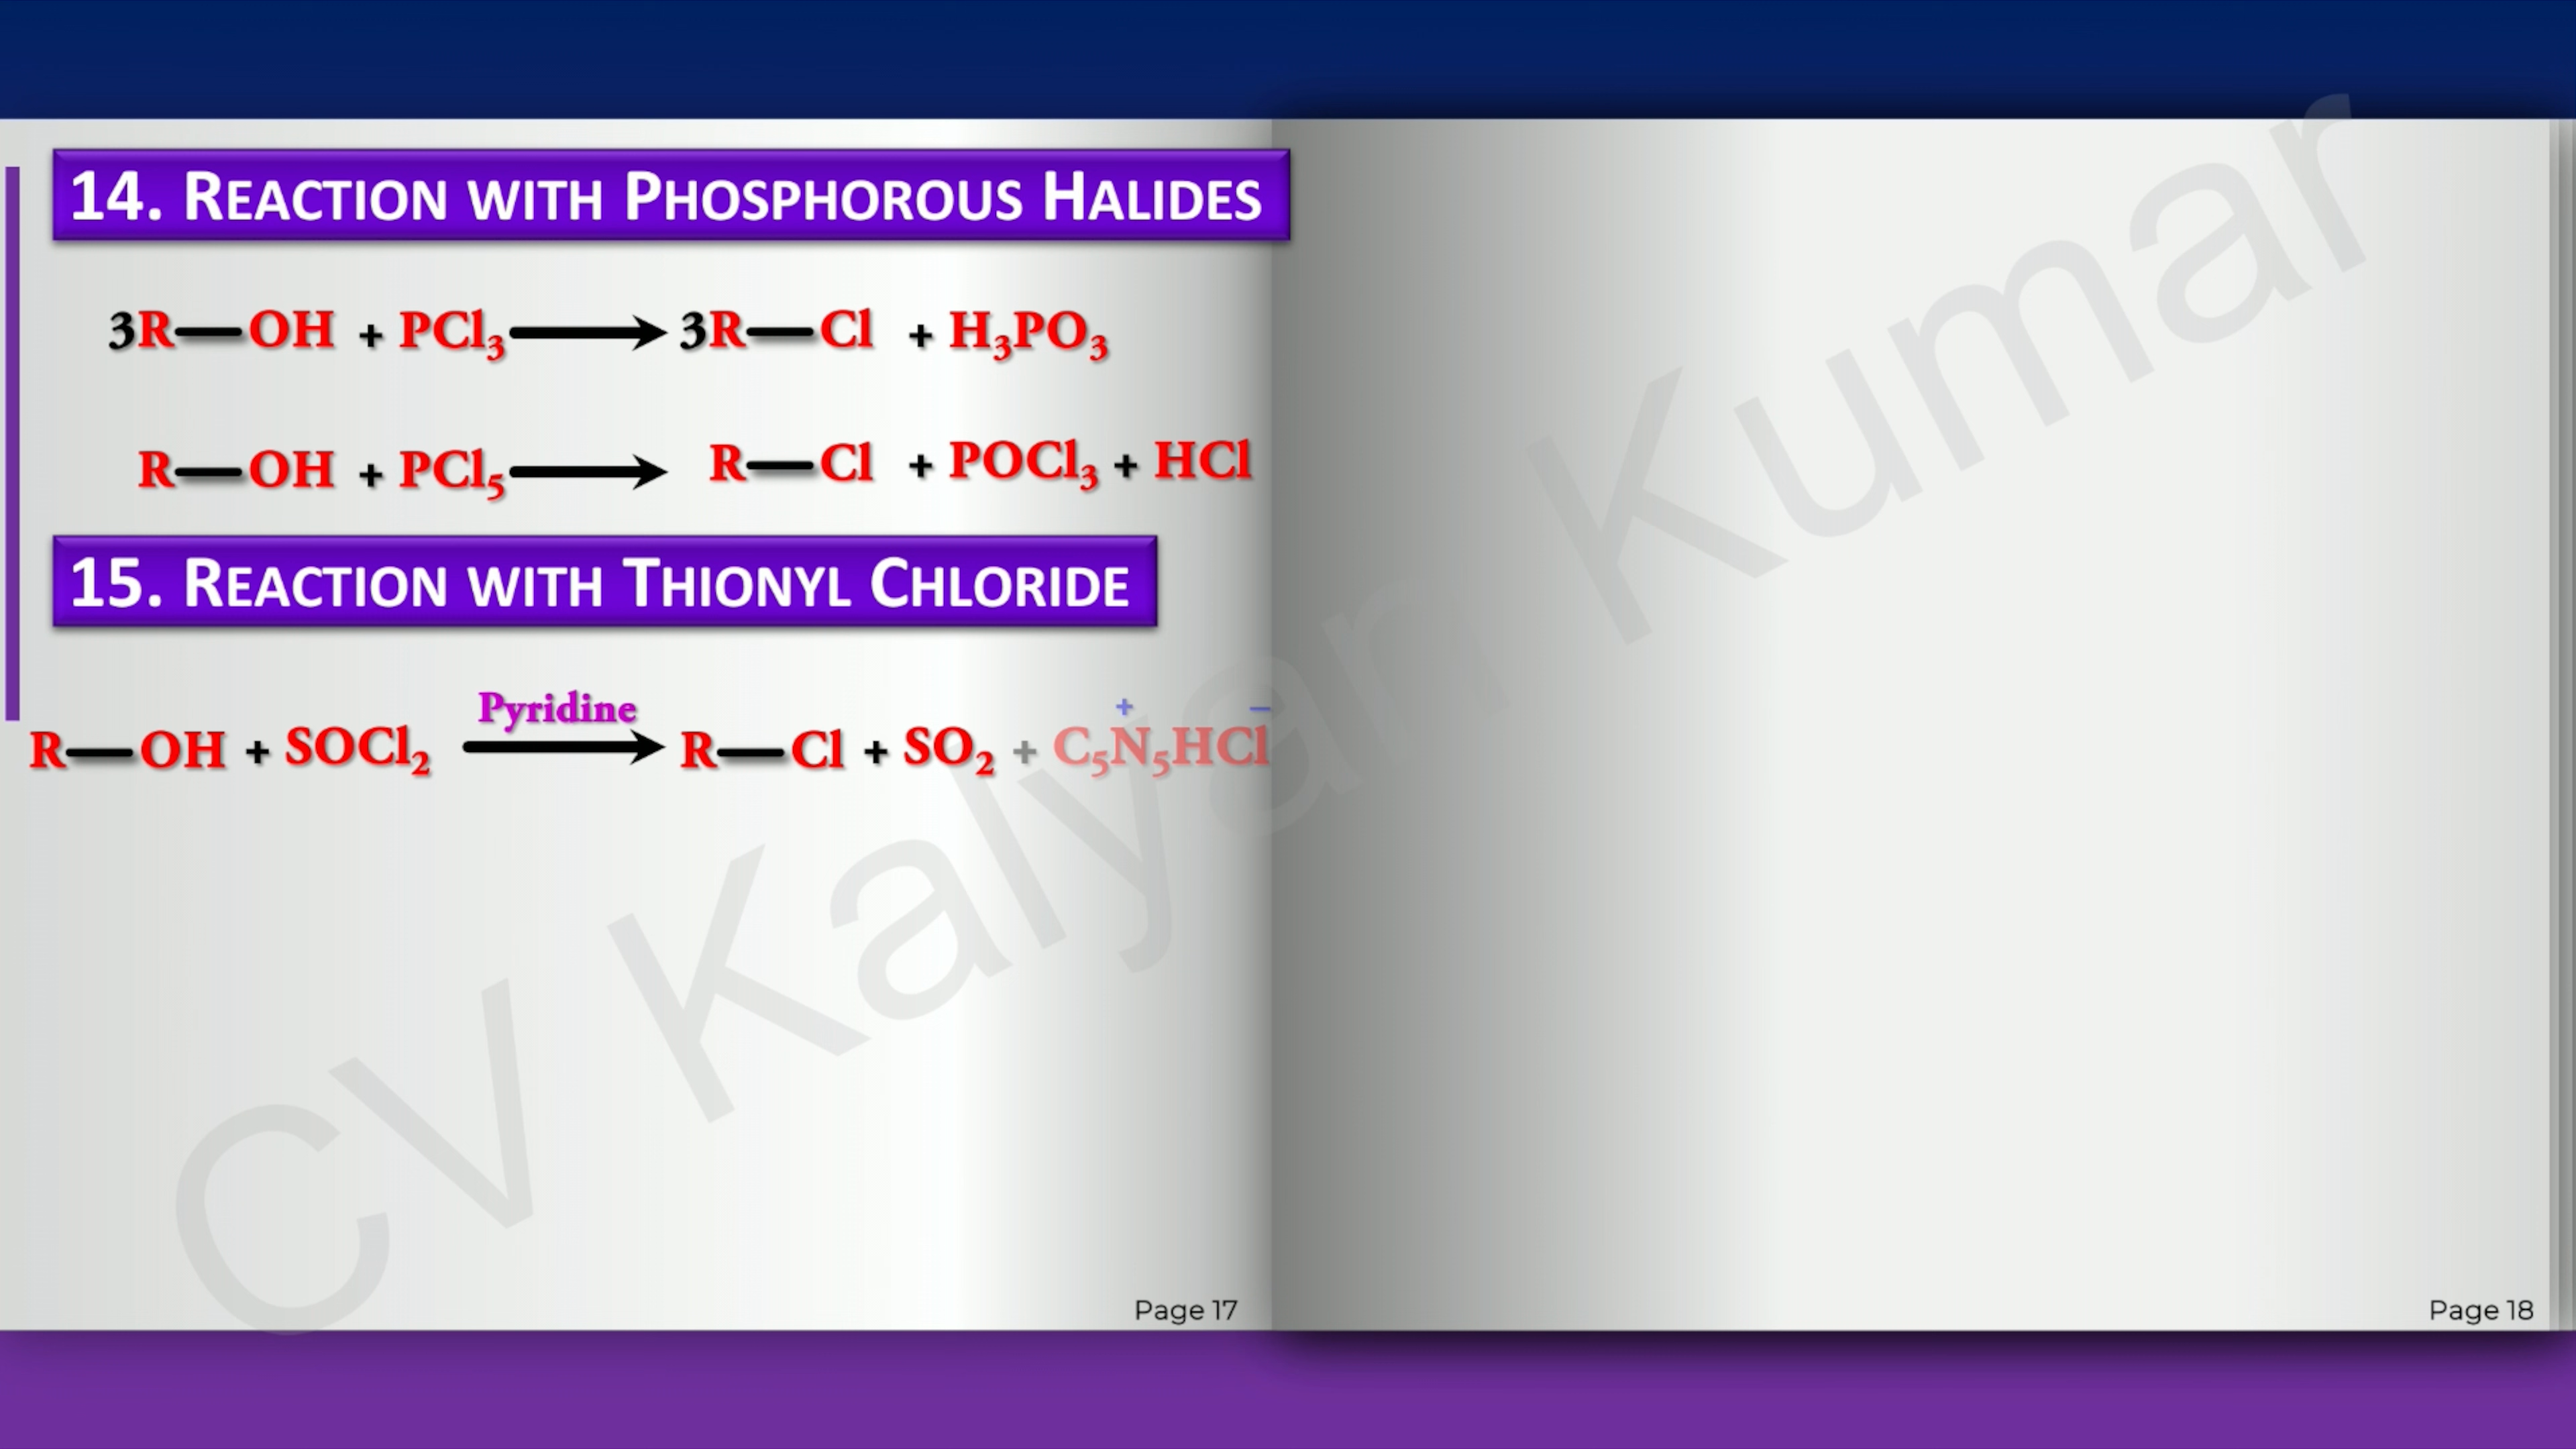 14. REACTION WITH PHOSPHOROUS HALIDES
3R—OH + PCl₃ ⟶ 3R—Cl + H₃PO₃
R—OH + PCl₅ ⟶ R—Cl + POCl₃ + HCl
15. REACTION WITH THIONYL CHLORIDE
Pyridine
+ –
R—OH + SOCl₂ ⟶ R—Cl + SO₂ + C₅N₅HCl
CV Kalyan Kumar
Page 17
Page 18